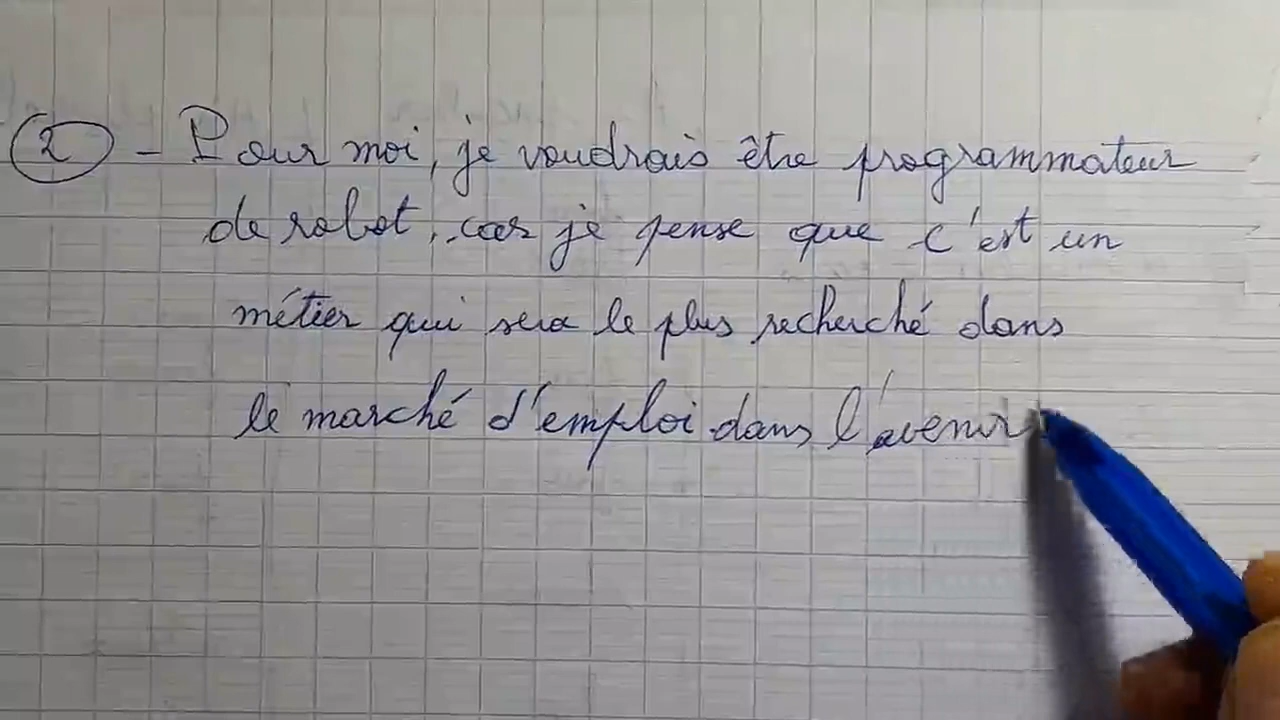 2 - Pour moi, je voudrais être programmateur
de robot, car je pense que c'est un
métier qui sera le plus recherché dans
le marché d'emploi dans l'avenir